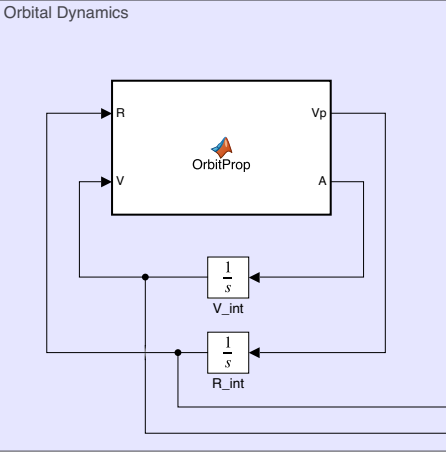 Orbital Dynamics
R
Vp
OrbitProp
V
A
1
s
V_int
1
s
R_int